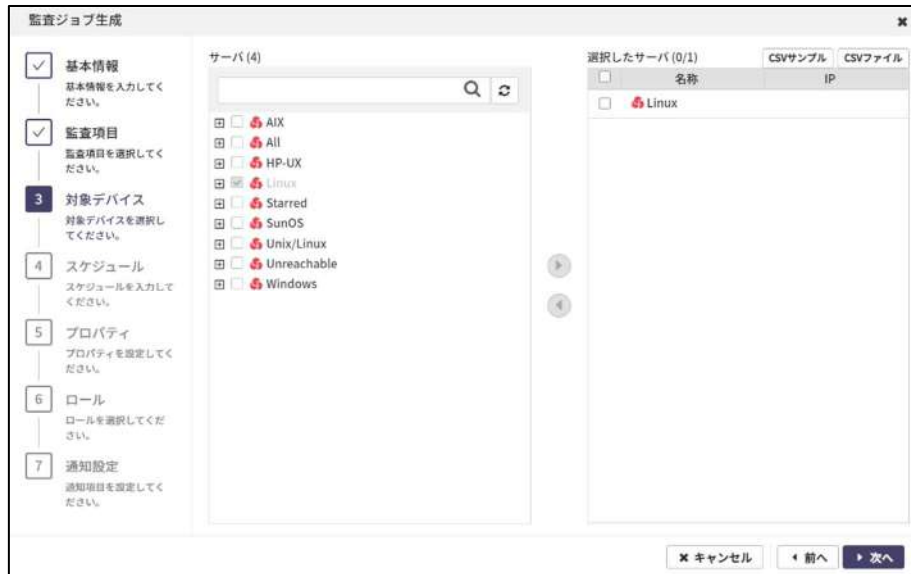 監査ジョブ生成
基本情報
基本情報を入力してく
ださい。
監査項目
監査項目を選択してく
ださい。
3
対象デバイス
対象デバイスを選択し
てください。
4
スケジュール
スケジュールを入力して
ください。
5
プロパティ
プロパティを設定してく
ださい。
6
ロール
ロールを選択してくだ
さい。
7
通知設定
通知項目を設定してく
ださい。
サーバ (4)
AIX
All
HP-UX
Linux
Starred
SunOS
Unix/Linux
Unreachable
Windows
選択したサーバ (0/1)
CSVサンプル CSVファイル
名称 IP
Linux
キャンセル 前へ 次へ